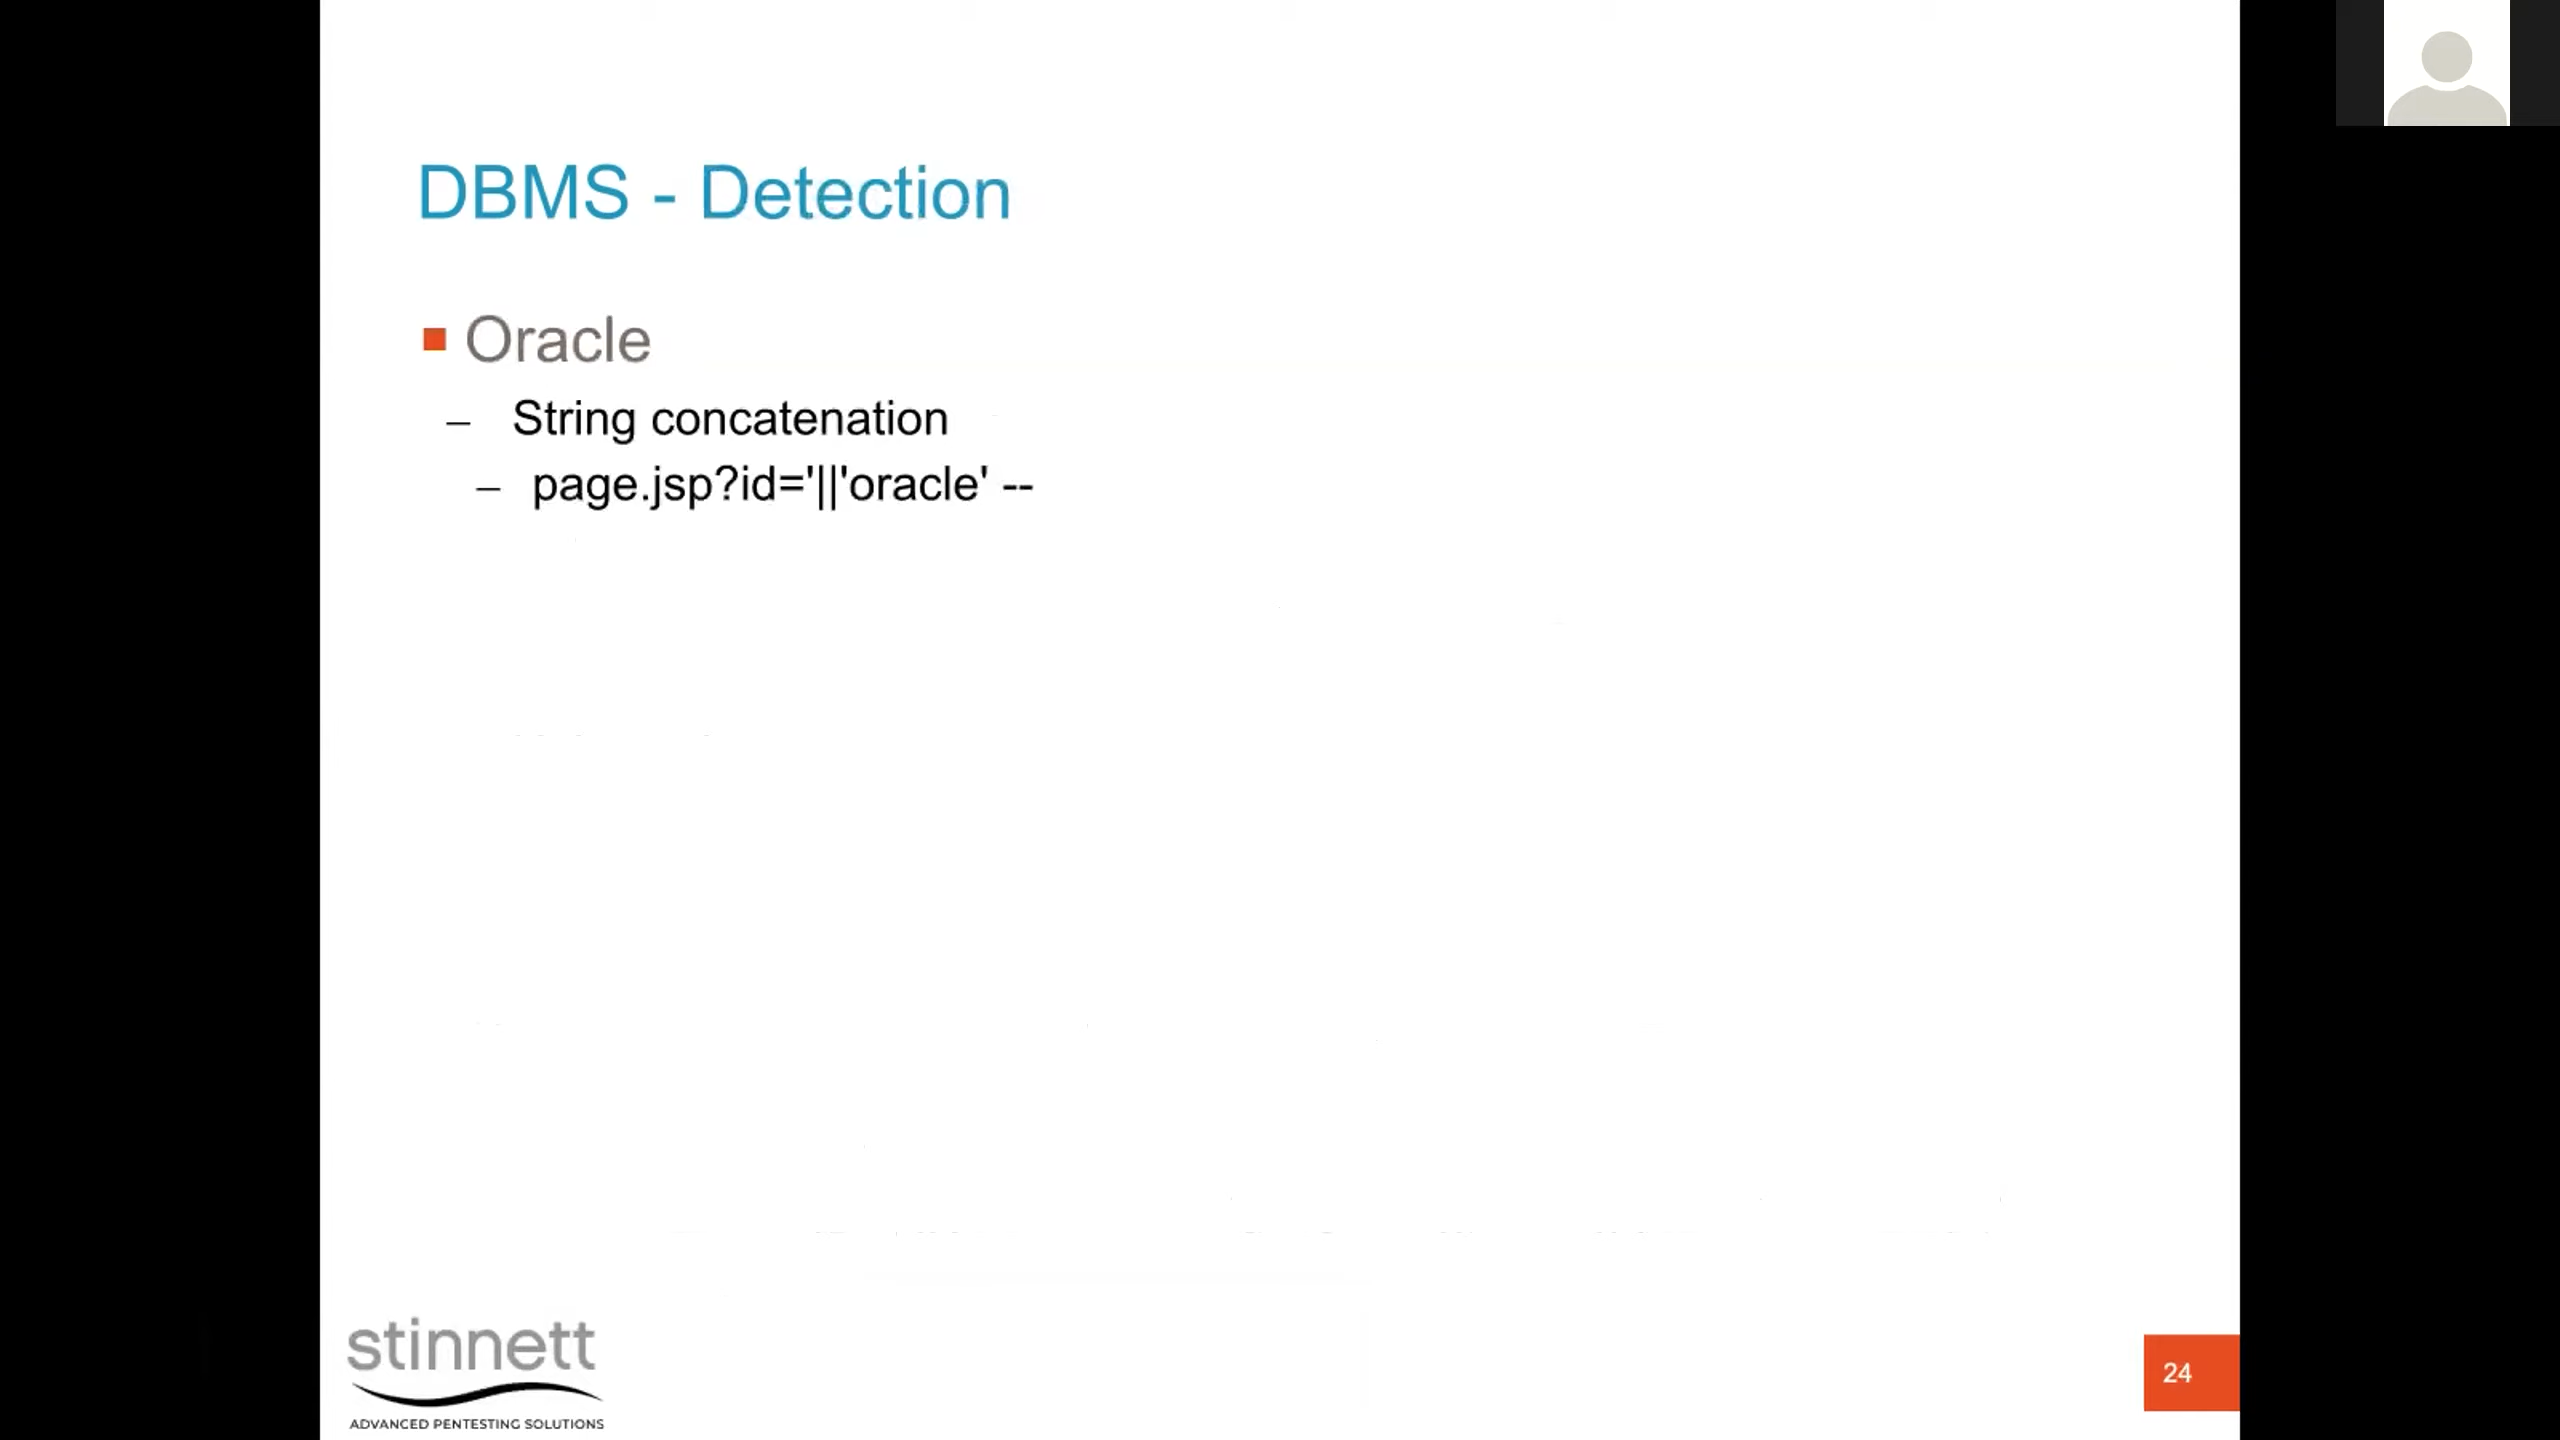 DBMS - Detection
Oracle
– String concatenation
– page.jsp?id='||'oracle' --
stinnett
ADVANCED PENTESTING SOLUTIONS
24